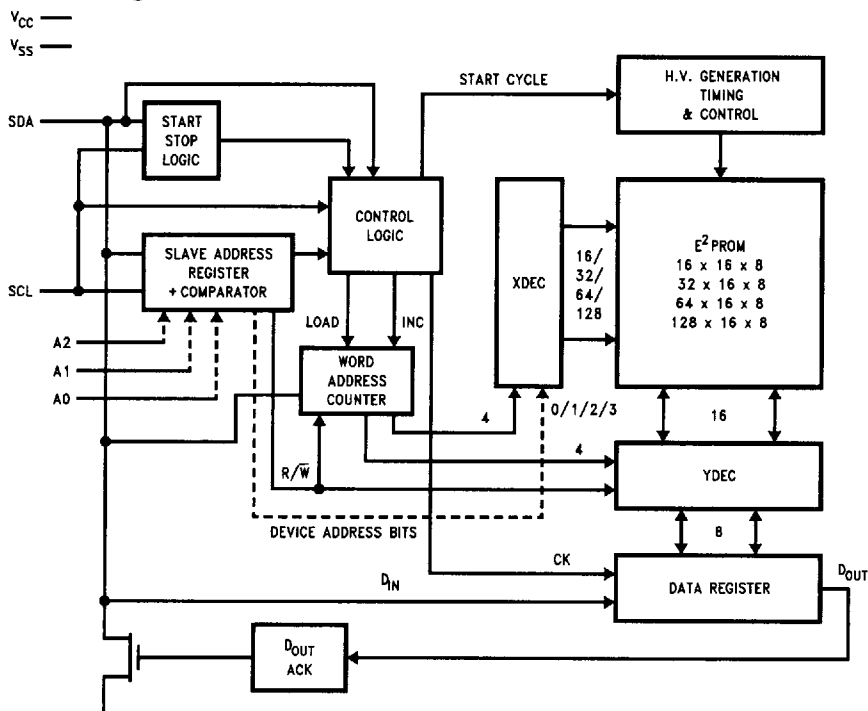 VCC
VSS
START CYCLE
H.V. GENERATION
TIMING
& CONTROL
SDA
START
STOP
LOGIC
CONTROL
LOGIC
SLAVE ADDRESS
REGISTER
+ COMPARATOR
SCL
XDEC
16/
32/
64/
128
E² PROM
16 x 16 x 8
32 x 16 x 8
64 x 16 x 8
128 x 16 x 8
LOAD
INC
A2
A1
A0
WORD
ADDRESS
COUNTER
4
0/1/2/3
16
4
R/W̅
YDEC
DEVICE ADDRESS BITS
8
CK
DOUT
DIN
DATA REGISTER
DOUT
ACK